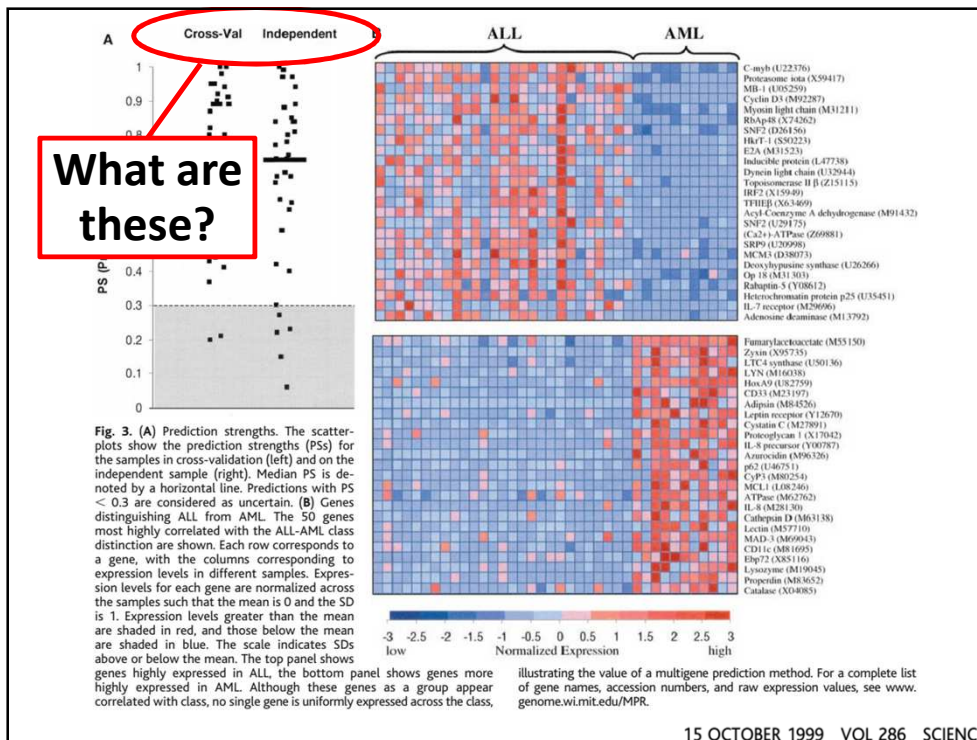 A
Cross-Val Independent
B
ALL
AML
What are
these?
PS (P
1
0.9
0.8
0.4
0.3
0.2
0.1
0
C-myb (U22376)
Proteasome iota (X59417)
MB-1 (U05259)
Cyclin D3 (M92287)
Myosin light chain (M31211)
RbAp48 (X74262)
SNF2 (D26156)
HkrT-1 (S50223)
E2A (M31523)
Inducible protein (L47738)
Dynein light chain (U32944)
Topoisomerase II β (Z15115)
IRF2 (X15949)
TFIIEβ (X63469)
Acyl-Coenzyme A dehydrogenase (M91432)
SNF2 (U29175)
(Ca2+)-ATPase (Z69881)
SRP9 (U20998)
MCM3 (D38073)
Deoxyhypusine synthase (U26266)
Op 18 (M31303)
Rabaptin-5 (Y08612)
Heterochromatin protein p25 (U35451)
IL-7 receptor (M29696)
Adenosine deaminase (M13792)
Fumarylacetoacetate (M55150)
Zyxin (X95735)
LTC4 synthase (U50136)
LYN (M16038)
HoxA9 (U82759)
CD33 (M23197)
Adipsin (M84526)
Leptin receptor (Y12670)
Cystatin C (M27891)
Proteoglycan 1 (X17042)
IL-8 precursor (Y00787)
Azurocidin (M96326)
p62 (U46751)
CyP3 (M80254)
MCL1 (L08246)
ATPase (M62762)
IL-8 (M28130)
Cathepsin D (M63138)
Lectin (M57710)
MAD-3 (M69043)
CD11c (M81695)
Ebp72 (X85116)
Lysozyme (M19045)
Properdin (M83652)
Catalase (X04085)
-3 -2.5 -2 -1.5 -1 -0.5 0 0.5 1 1.5 2 2.5 3
low Normalized Expression high
Fig. 3. (A) Prediction strengths. The scatter-
plots show the prediction strengths (PSs) for
the samples in cross-validation (left) and on the
independent sample (right). Median PS is de-
noted by a horizontal line. Predictions with PS
< 0.3 are considered as uncertain. (B) Genes
distinguishing ALL from AML. The 50 genes
most highly correlated with the ALL-AML class
distinction are shown. Each row corresponds to
a gene, with the columns corresponding to
expression levels in different samples. Expres-
sion levels for each gene are normalized across
the samples such that the mean is 0 and the SD
is 1. Expression levels greater than the mean
are shaded in red, and those below the mean
are shaded in blue. The scale indicates SDs
above or below the mean. The top panel shows
genes highly expressed in ALL, the bottom panel shows genes more
highly expressed in AML. Although these genes as a group appear
correlated with class, no single gene is uniformly expressed across the class,
illustrating the value of a multigene prediction method. For a complete list
of gene names, accession numbers, and raw expression values, see www.
genome.wi.mit.edu/MPR.
15 OCTOBER 1999 VOL 286 SCIENC